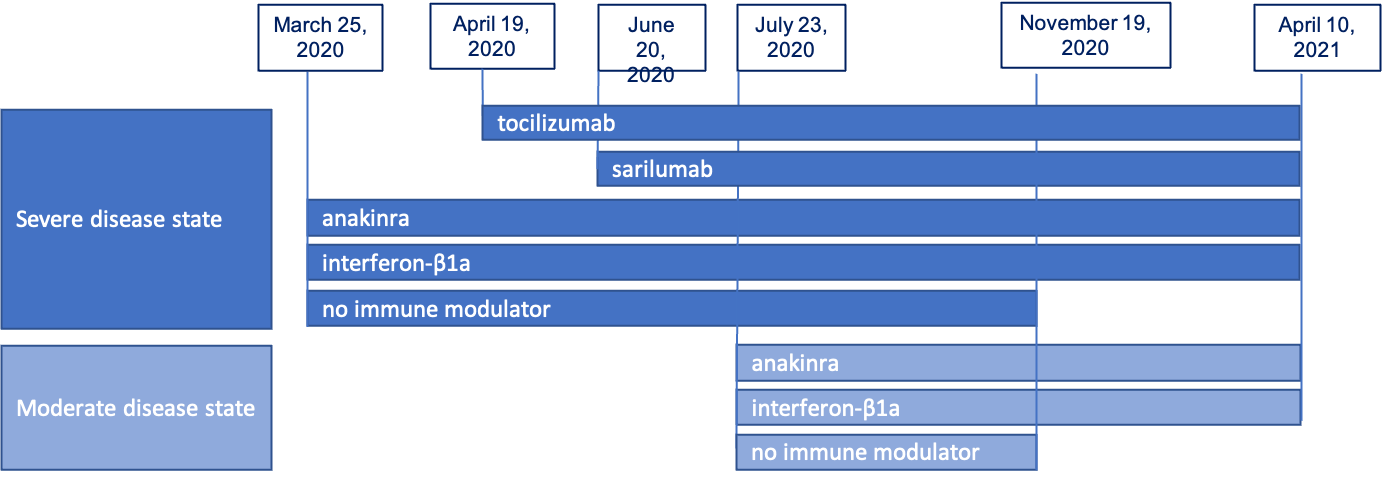 March 25,
2020
April 19,
2020
June
20,
2020
July 23,
2020
November 19,
2020
April 10,
2021
tocilizumab
sarilumab
Severe disease state
anakinra
interferon-β1a
no immune modulator
anakinra
Moderate disease state
interferon-β1a
no immune modulator